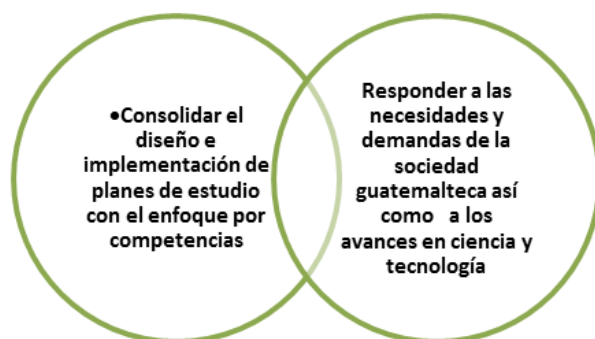 •Consolidar el
diseño e
implementación de
planes de estudio
con el enfoque por
competencias
Responder a las
necesidades y
demandas de la
sociedad
guatemalteca así
como a los
avances en ciencia y
tecnología